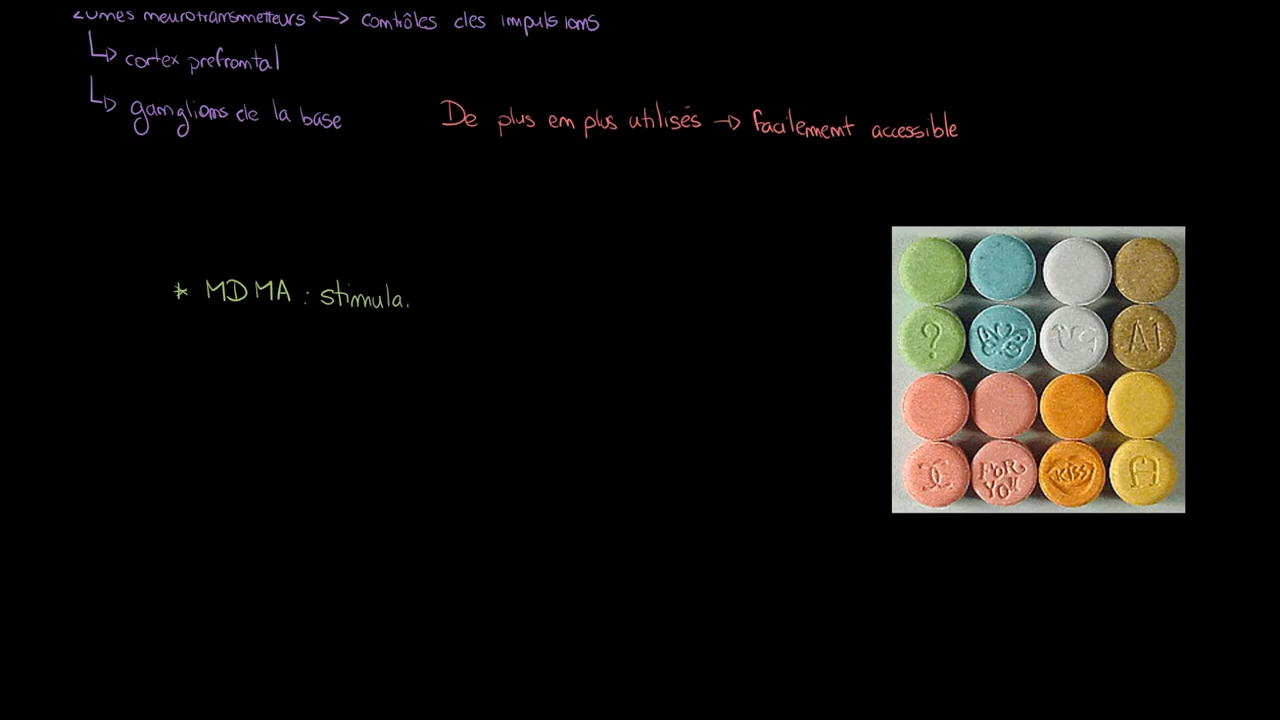 zones neurotransmetteurs <-> contrôles des impulsions
↳ cortex prefrontal
↳ ganglions de la base
De plus en plus utilisés → facilement accessible
* MDMA : stimula.
?
A1
FOR YOU
KISS
A